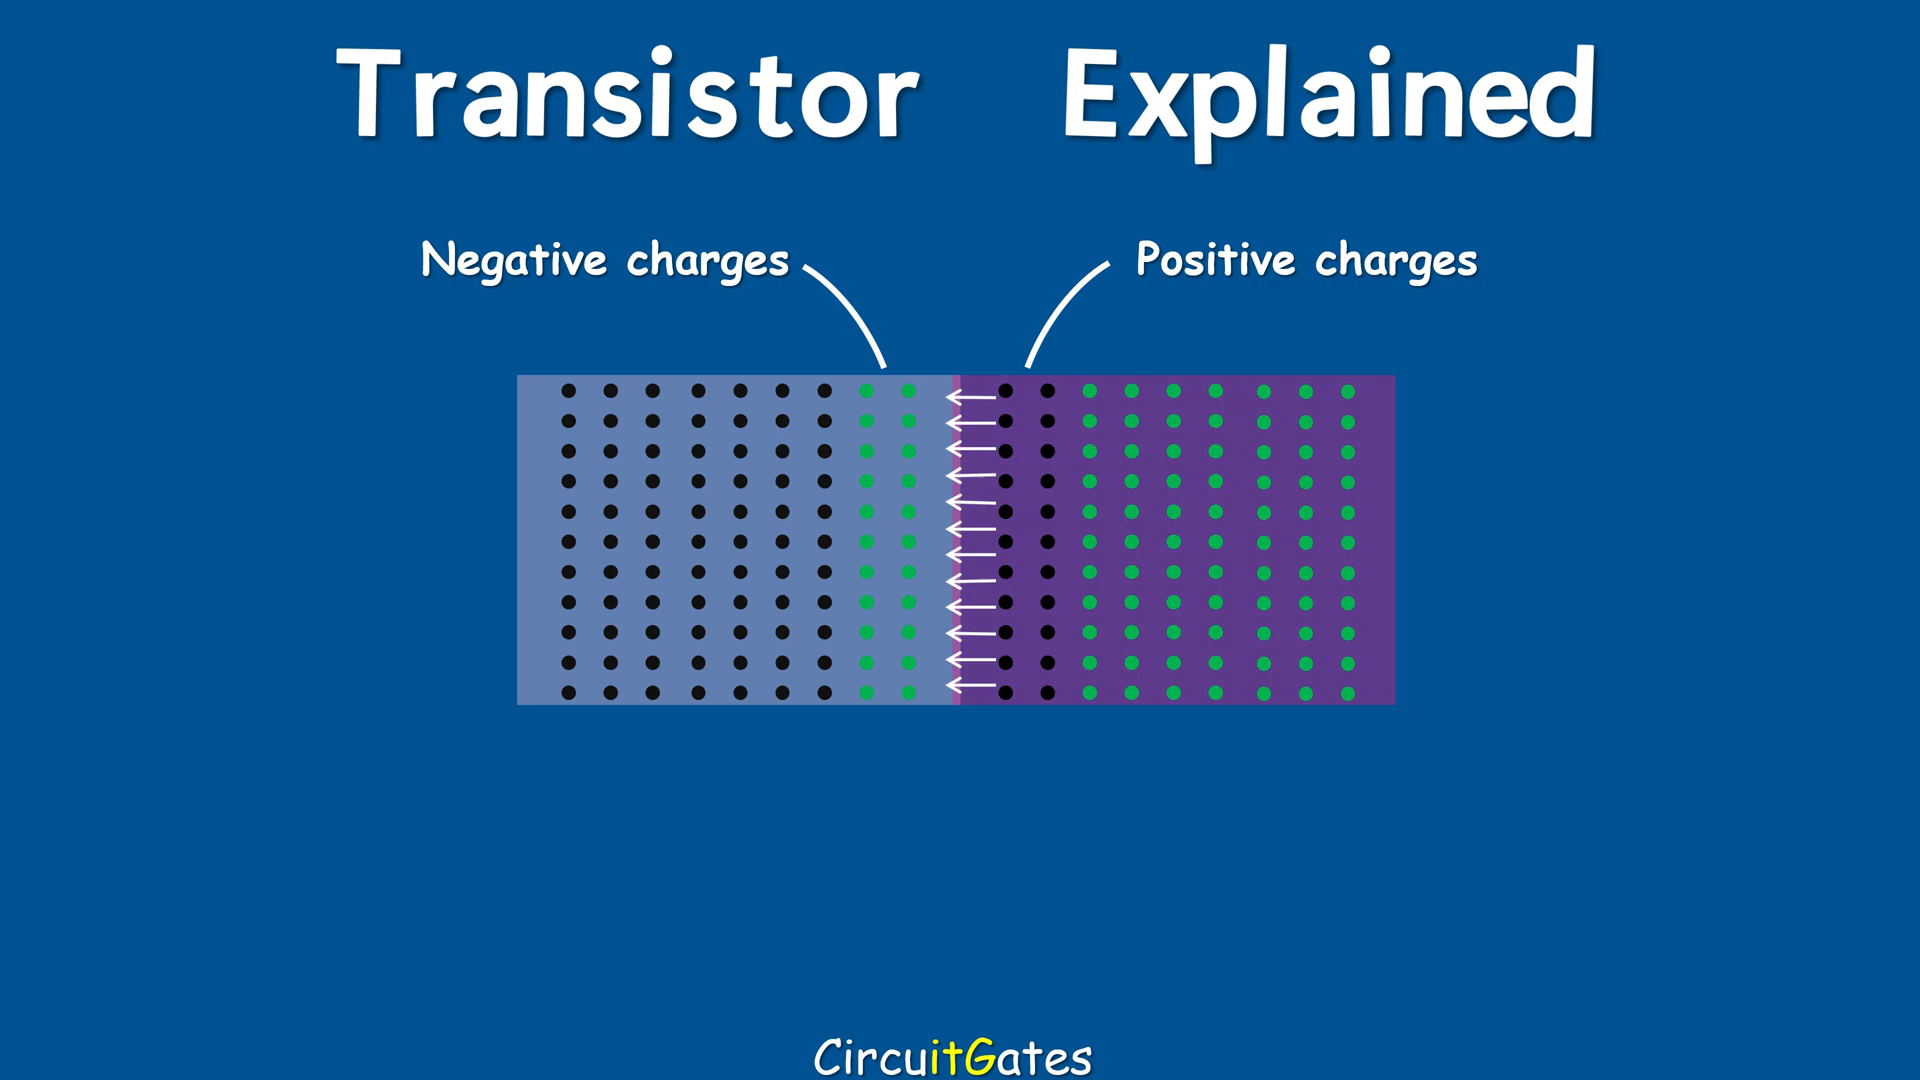 Transistor Explained
Negative charges
Positive charges
CircuitGates